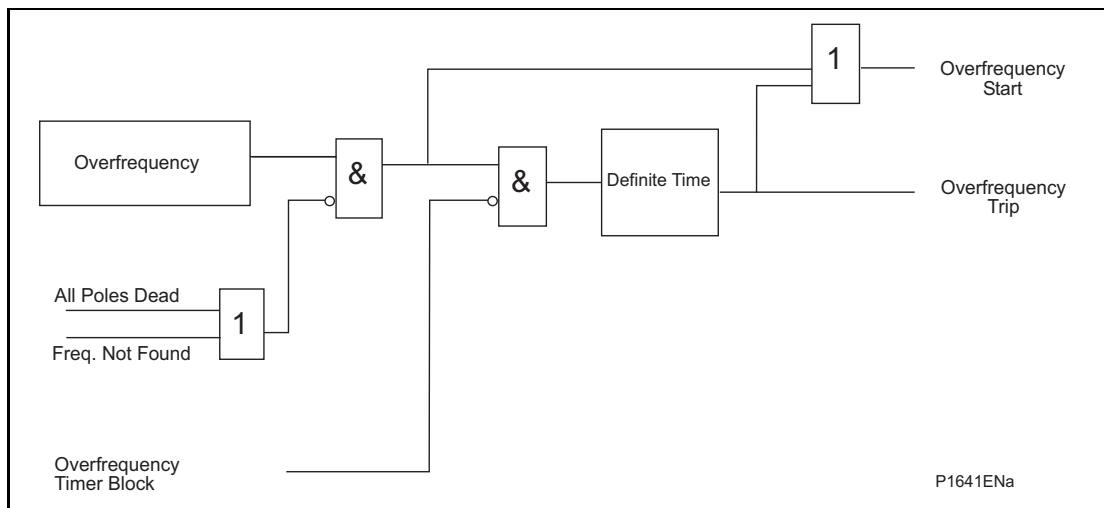 1
Overfrequency
Start
Overfrequency
&
&
Definite Time
Overfrequency
Trip
All Poles Dead
1
Freq. Not Found
Overfrequency
Timer Block
P1641ENa